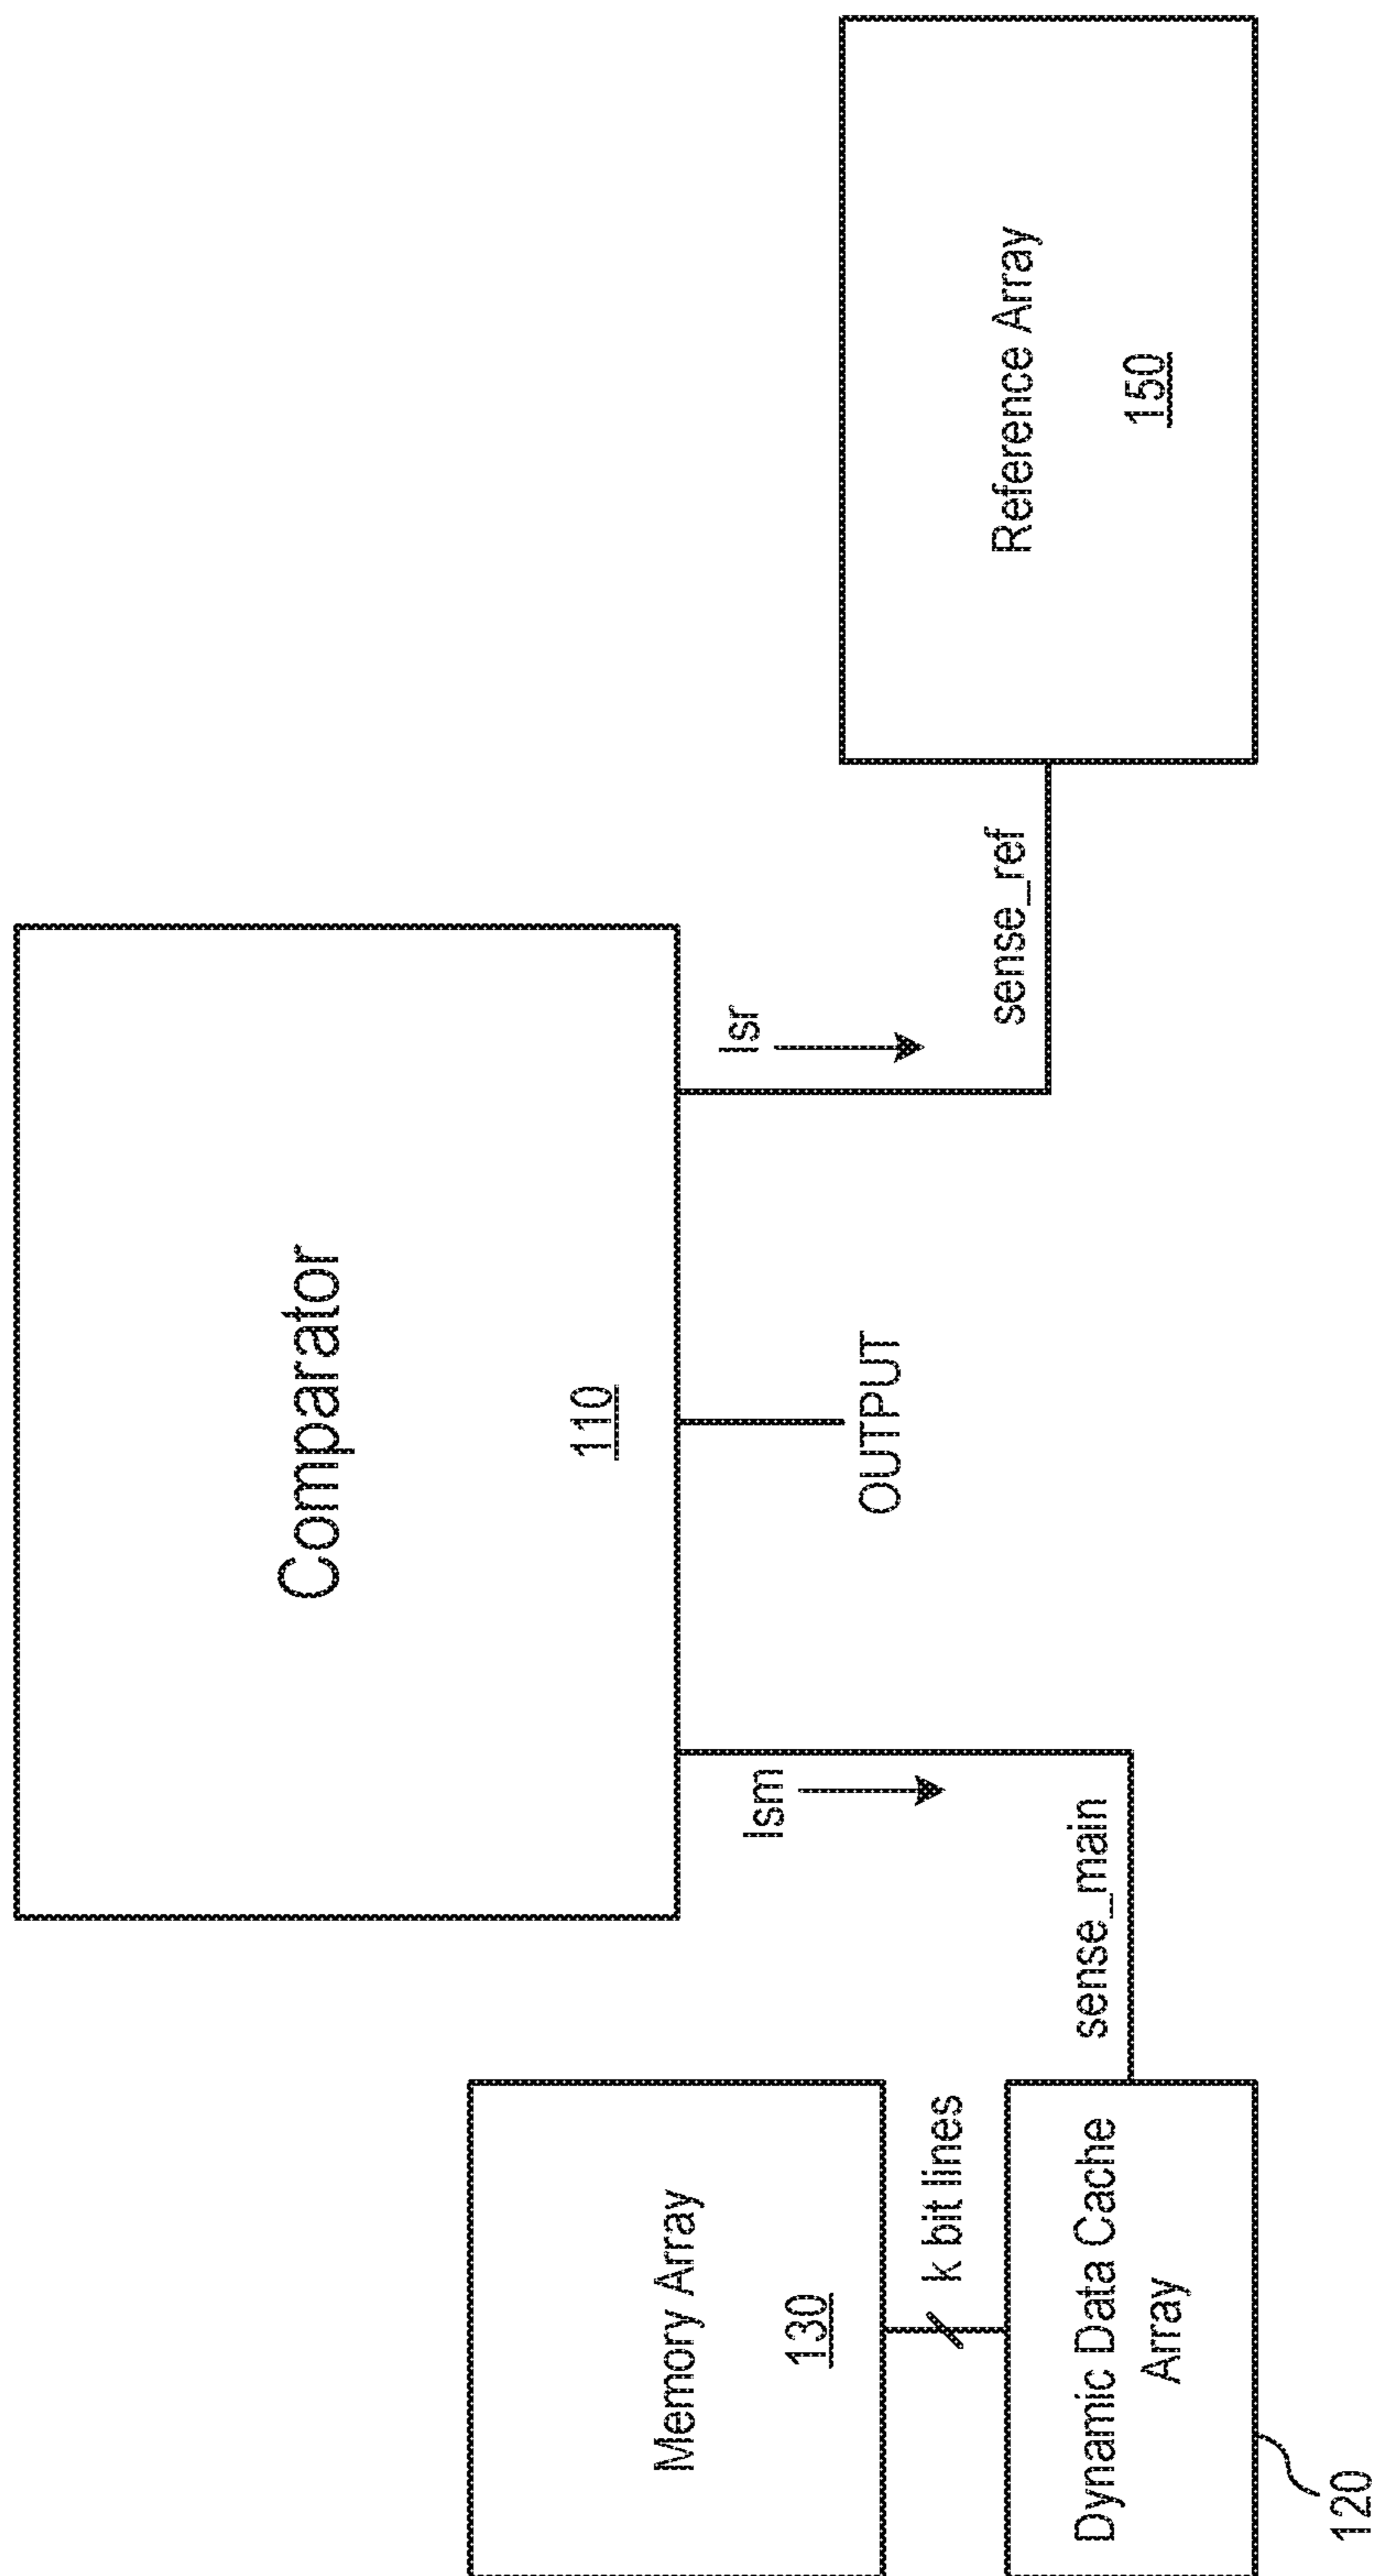 Comparator
110
Memory Array
130
k bit lines
Dynamic Data Cache
Array
120
Ism
sense_main
OUTPUT
Isr
sense_ref
Reference Array
150